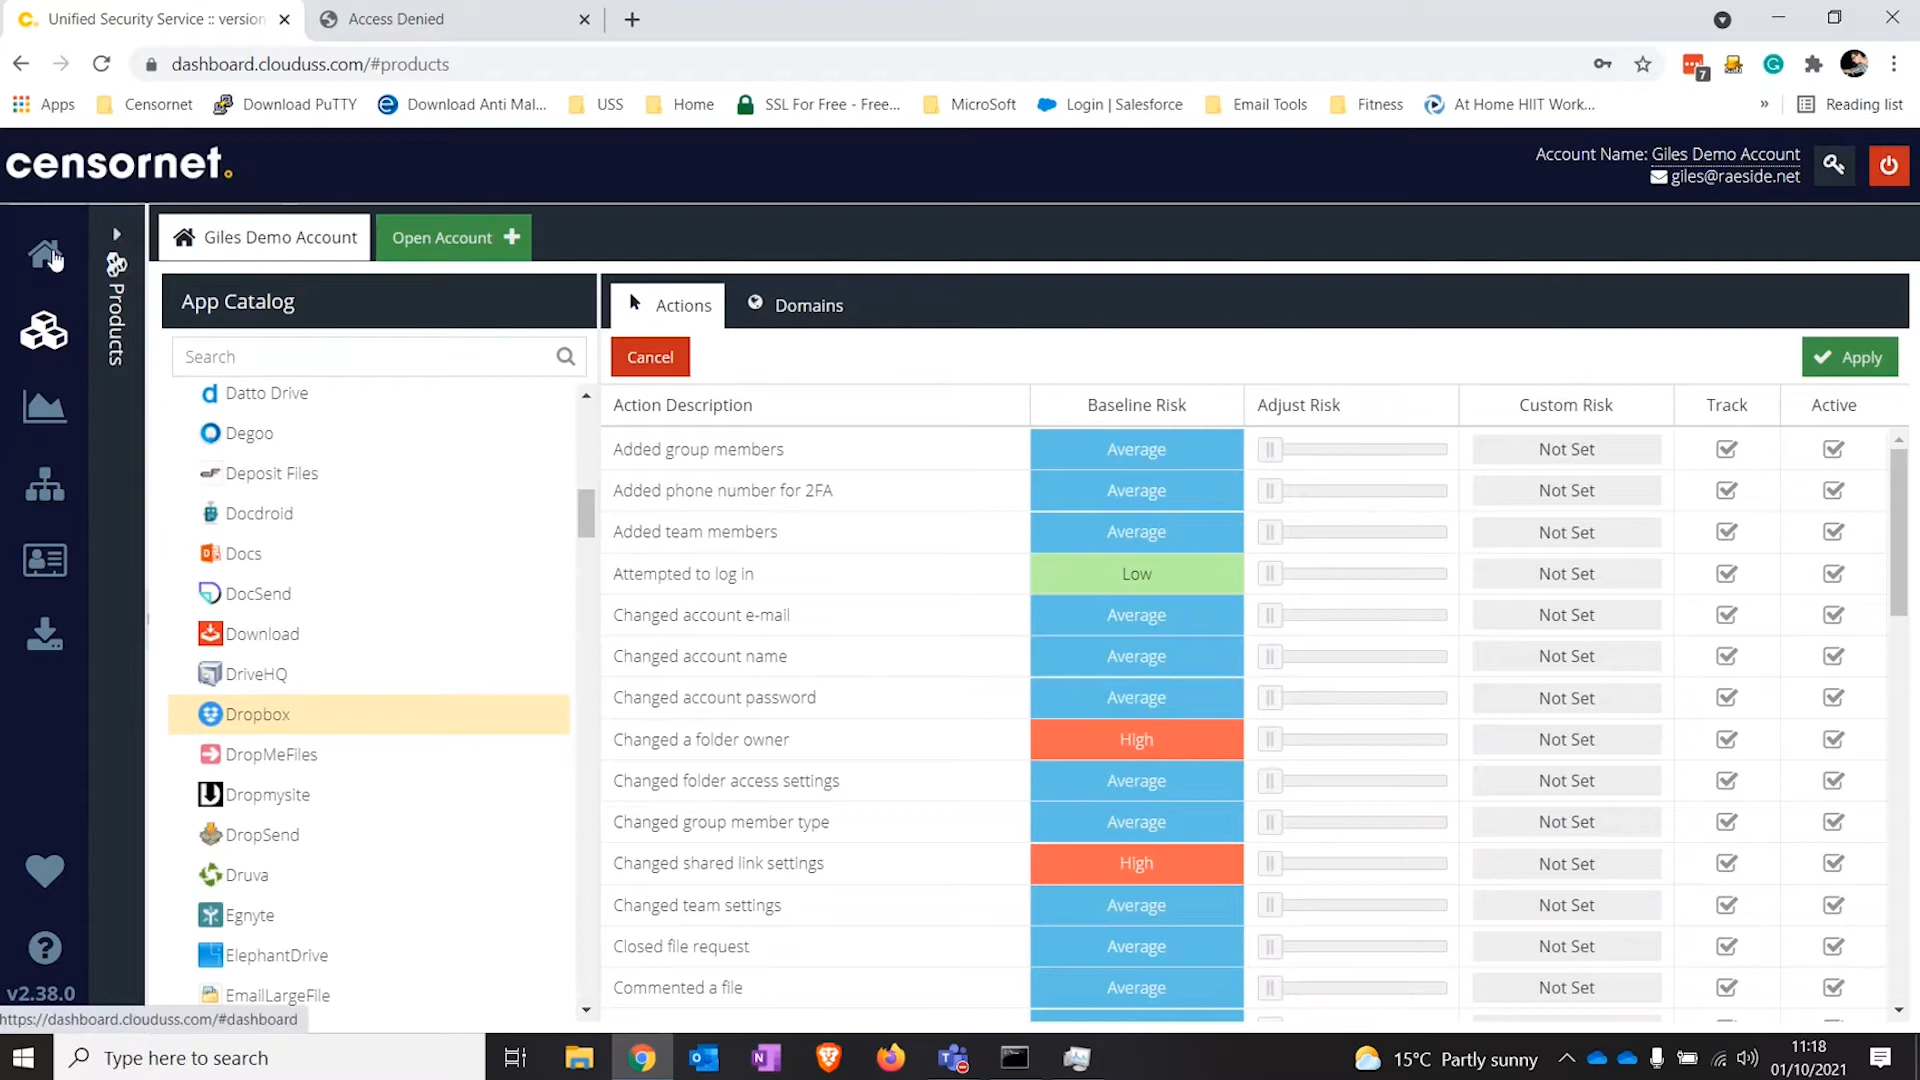 Unified Security Service :: version
Access Denied
dashboard.clouduss.com/#products
7
Apps
Censornet
Download PuTTY
Download Anti Mal...
USS
Home
SSL For Free - Free...
MicroSoft
Login | Salesforce
Email Tools
Fitness
At Home HIIT Work...
»
Reading list
censornet.
Account Name: Giles Demo Account
giles@raeside.net
Products
Giles Demo Account
Open Account
App Catalog
Actions
Domains
Search
Cancel
Apply
Action Description Baseline Risk Adjust Risk Custom Risk Track Active
Datto Drive
Degoo
Deposit Files
Docdroid
Docs
DocSend
Download
DriveHQ
Dropbox
DropMeFiles
Dropmysite
DropSend
Druva
Egnyte
ElephantDrive
EmailLargeFile
Added group members Average Not Set
Added phone number for 2FA Average Not Set
Added team members Average Not Set
Attempted to log in Low Not Set
Changed account e-mail Average Not Set
Changed account name Average Not Set
Changed account password Average Not Set
Changed a folder owner High Not Set
Changed folder access settings Average Not Set
Changed group member type Average Not Set
Changed shared link settings High Not Set
Changed team settings Average Not Set
Closed file request Average Not Set
Commented a file Average Not Set
v2.38.0
https://dashboard.clouduss.com/#dashboard
Type here to search
15°C Partly sunny
11:18
01/10/2021